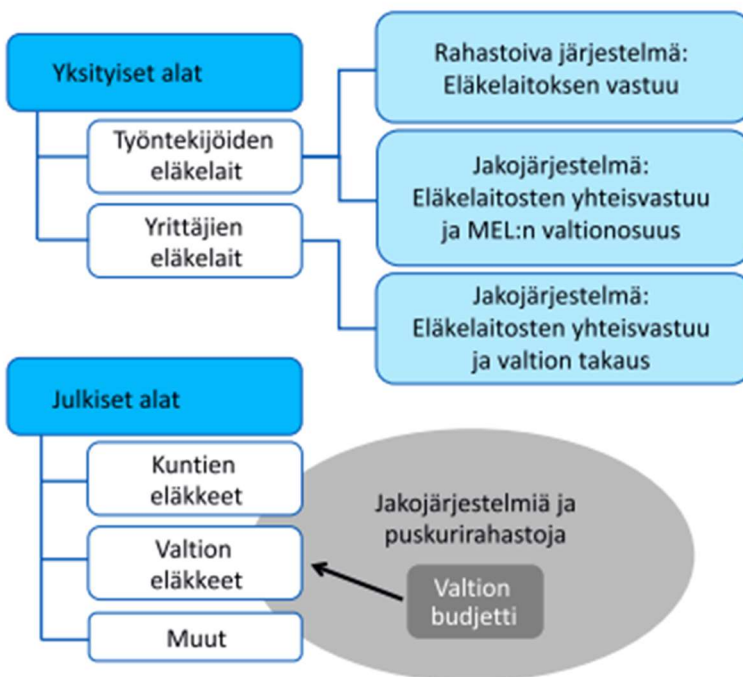 Yksityiset alat
Työntekijöiden
eläkelait
Yrittäjien
eläkelait
Rahastoiva järjestelmä:
Eläkelaitoksen vastuu
Jakojärjestelmä:
Eläkelaitosten yhteisvastuu
ja MEL:n valtionosuus
Jakojärjestelmä:
Eläkelaitosten yhteisvastuu
ja valtion takaus
Julkiset alat
Kuntien
eläkkeet
Valtion
eläkkeet
Muut
Jakojärjestelmiä ja
puskurirahastoja
Valtion
budjetti